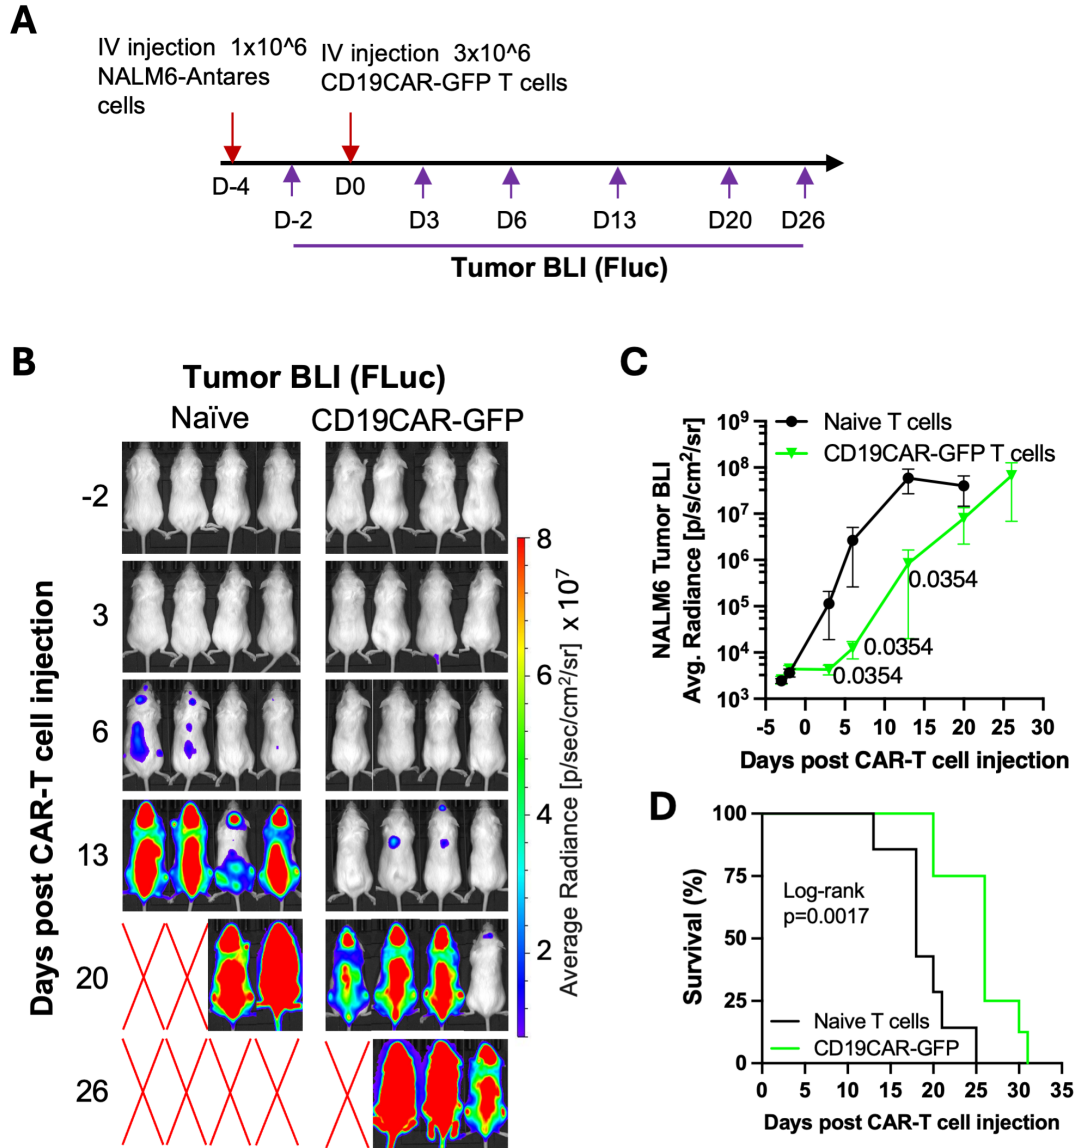 A
IV injection 1x10^6
NALM6-Antares
cells
IV injection 3x10^6
CD19CAR-GFP T cells
D-4
D0
D-2
D3
D6
D13
D20
D26
Tumor BLI (Fluc)
B
Tumor BLI (FLuc)
Naïve
CD19CAR-GFP
Days post CAR-T cell injection
-2
3
6
13
20
26
8
6
4
2
Average Radiance [p/sec/cm²/sr] x 10⁷
C
Naive T cells
CD19CAR-GFP T cells
NALM6 Tumor BLI
Avg. Radiance [p/s/cm²/sr]
10⁹
10⁸
10⁷
10⁶
10⁵
10⁴
10³
0.0354
0.0354
0.0354
-5 0 5 10 15 20 25 30
Days post CAR-T cell injection
D
Survival (%)
100
75
50
25
0
Log-rank
p=0.0017
Naive T cells
CD19CAR-GFP
0 5 10 15 20 25 30 35
Days post CAR-T cell injection